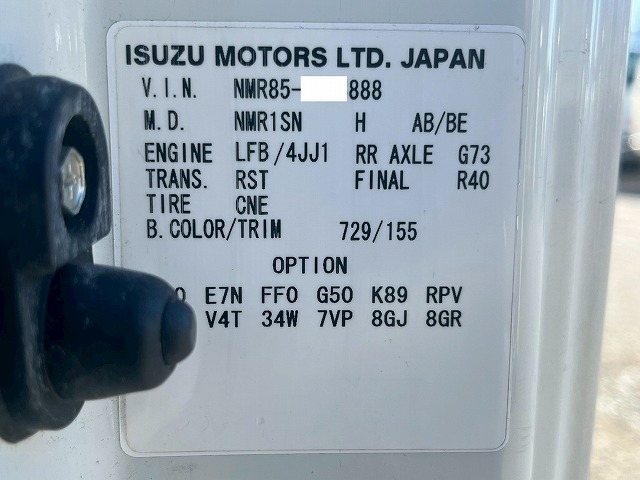 ISUZU MOTORS LTD. JAPAN
V.I.N. NMR85- 888
M.D. NMR1SN H AB/BE
ENGINE LFB/4JJ1 RR AXLE G73
TRANS. RST FINAL R40
TIRE CNE
B.COLOR/TRIM 729/155
OPTION
E7N FF0 G50 K89 RPV
V4T 34W 7VP 8GJ 8GR